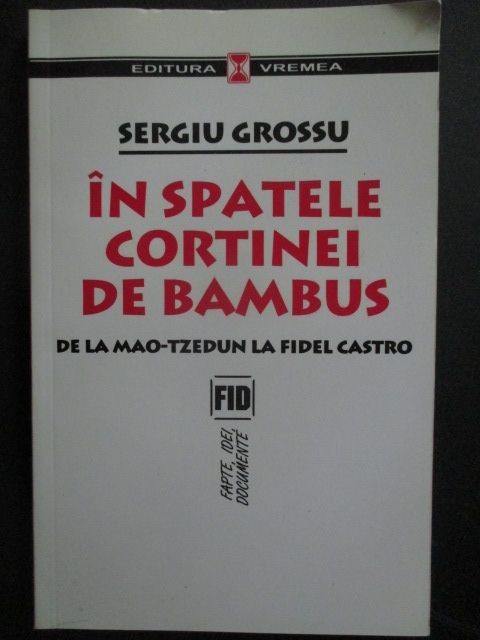 EDITURA VREMEA
SERGIU GROSSU
ÎN SPATELE
CORTINEI
DE BAMBUS
DE LA MAO-TZEDUN LA FIDEL CASTRO
FID
FAPTE, IDEI,
DOCUMENTE